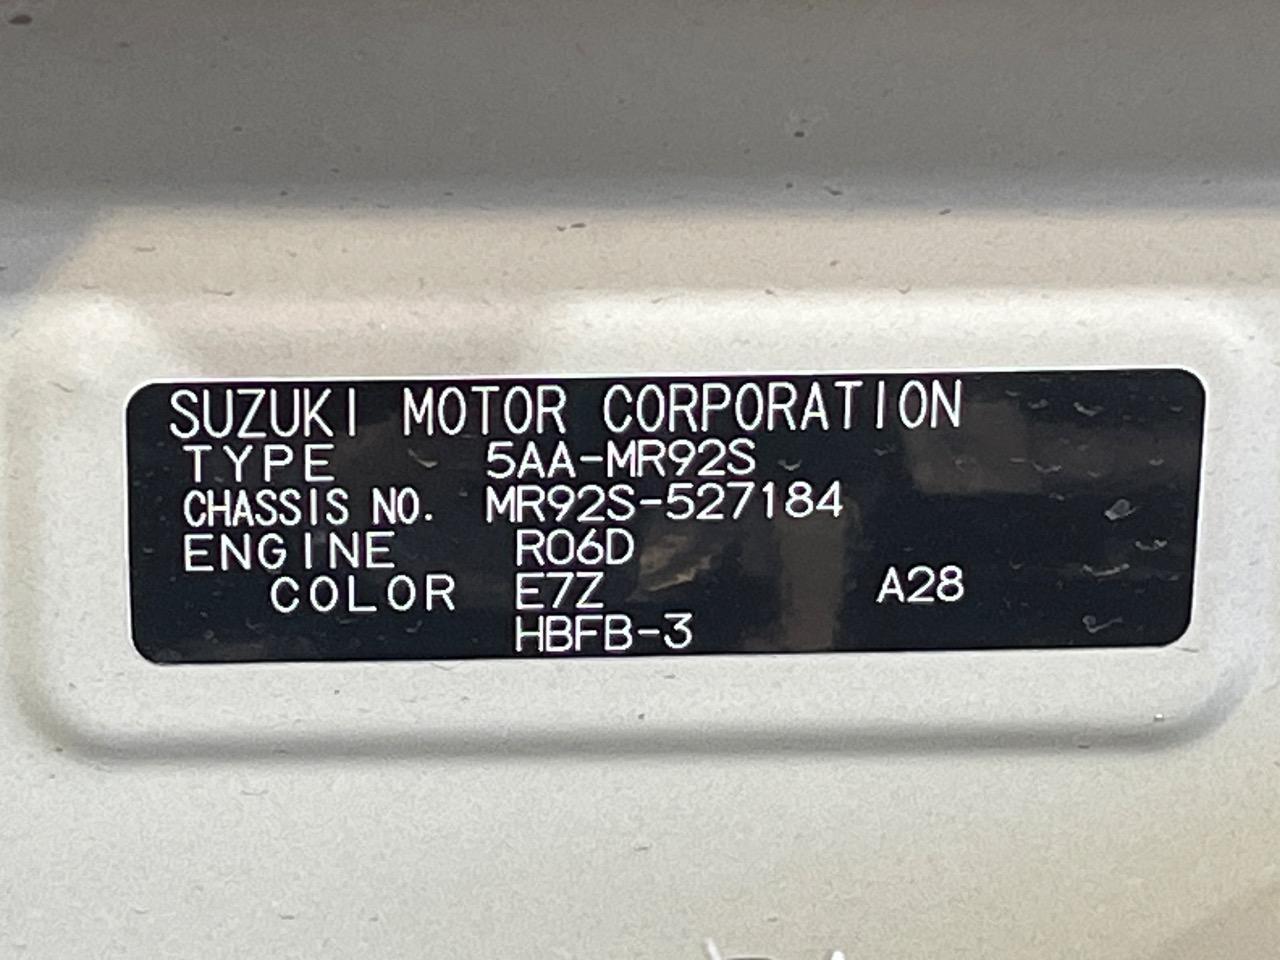 SUZUKI MOTOR CORPORATION
TYPE 5AA-MR92S
CHASSIS NO. MR92S-527184
ENGINE R06D
COLOR E7Z A28
HBFB-3